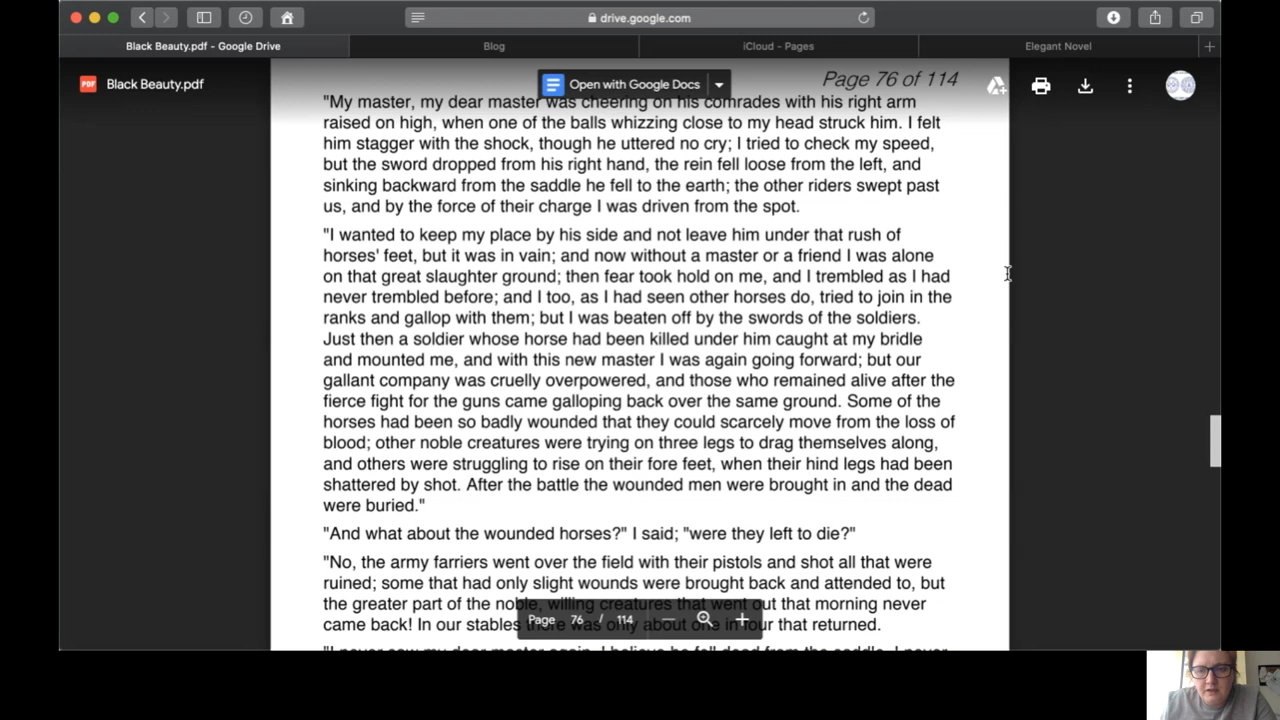 drive.google.com
Black Beauty.pdf - Google Drive
Blog
iCloud - Pages
Elegant Novel
PDF
Black Beauty.pdf
Open with Google Docs
Page 76 of 114
"My master, my dear master was cheering on his comrades with his right arm
raised on high, when one of the balls whizzing close to my head struck him. I felt
him stagger with the shock, though he uttered no cry; I tried to check my speed,
but the sword dropped from his right hand, the rein fell loose from the left, and
sinking backward from the saddle he fell to the earth; the other riders swept past
us, and by the force of their charge I was driven from the spot.
"I wanted to keep my place by his side and not leave him under that rush of
horses' feet, but it was in vain; and now without a master or a friend I was alone
on that great slaughter ground; then fear took hold on me, and I trembled as I had
never trembled before; and I too, as I had seen other horses do, tried to join in the
ranks and gallop with them; but I was beaten off by the swords of the soldiers.
Just then a soldier whose horse had been killed under him caught at my bridle
and mounted me, and with this new master I was again going forward; but our
gallant company was cruelly overpowered, and those who remained alive after the
fierce fight for the guns came galloping back over the same ground. Some of the
horses had been so badly wounded that they could scarcely move from the loss of
blood; other noble creatures were trying on three legs to drag themselves along,
and others were struggling to rise on their fore feet, when their hind legs had been
shattered by shot. After the battle the wounded men were brought in and the dead
were buried."
"And what about the wounded horses?" I said; "were they left to die?"
"No, the army farriers went over the field with their pistols and shot all that were
ruined; some that had only slight wounds were brought back and attended to, but
the greater part of the noble, willing creatures that went out that morning never
came back! In our stables there was only about one in four that returned.
Page 76 / 114
"I never saw my dear master again. I believe he fell dead from the saddle. I never